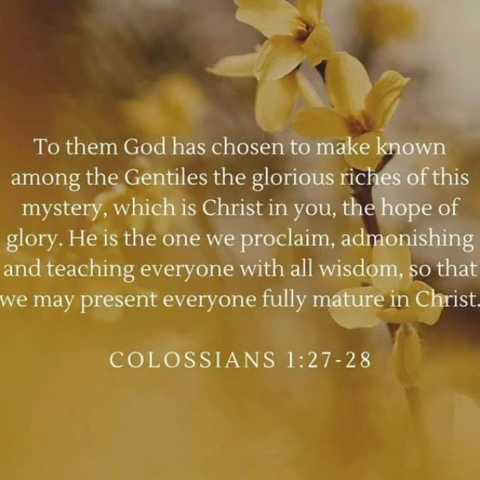 To them God has chosen to make known
among the Gentiles the glorious riches of this
mystery, which is Christ in you, the hope of
glory. He is the one we proclaim, admonishing
and teaching everyone with all wisdom, so that
we may present everyone fully mature in Christ.
COLOSSIANS 1:27-28